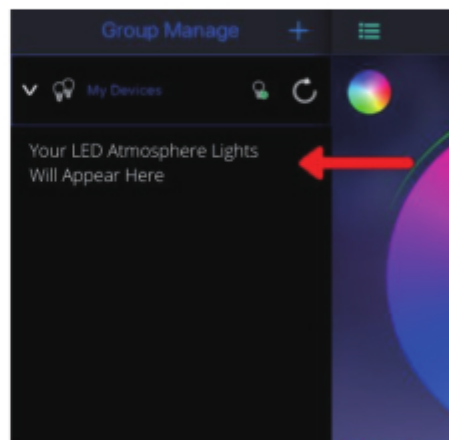 Group Manage
My Devices
Your LED Atmosphere Lights
Will Appear Here